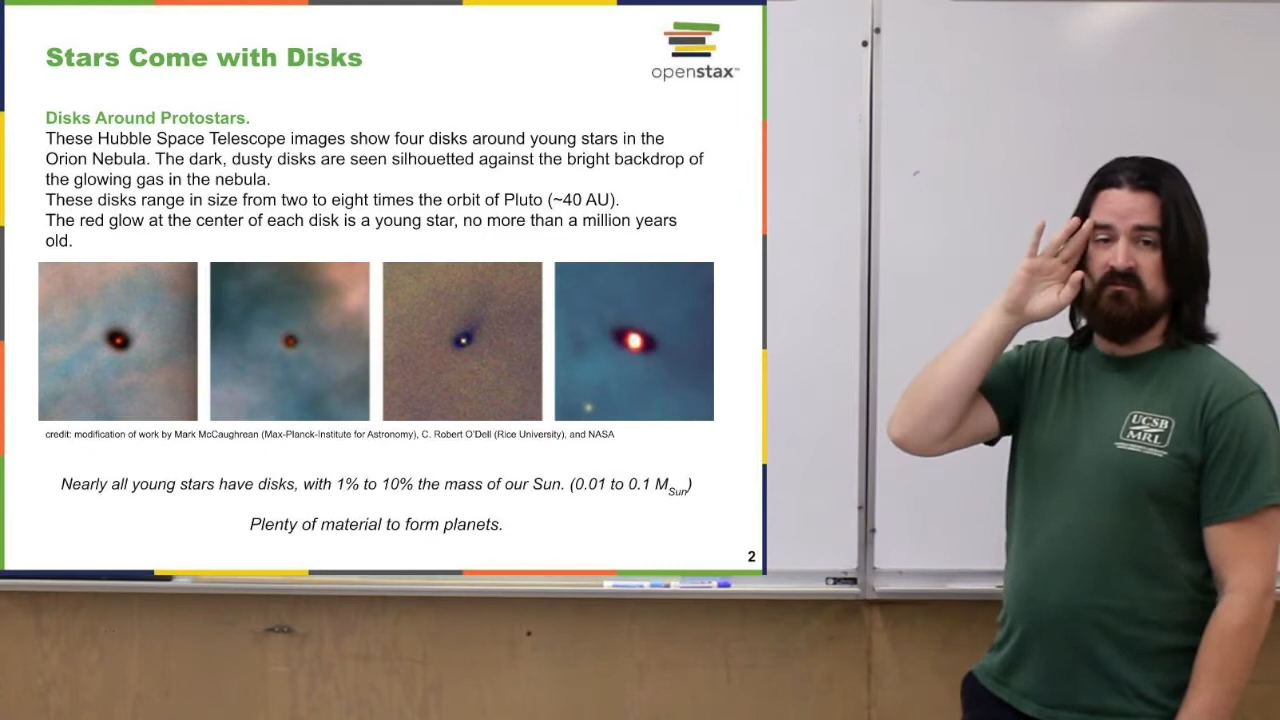 Stars Come with Disks
openstax™
Disks Around Protostars.
These Hubble Space Telescope images show four disks around young stars in the
Orion Nebula. The dark, dusty disks are seen silhouetted against the bright backdrop of
the glowing gas in the nebula.
These disks range in size from two to eight times the orbit of Pluto (~40 AU).
The red glow at the center of each disk is a young star, no more than a million years
old.
credit: modification of work by Mark McCaughrean (Max-Planck-Institute for Astronomy), C. Robert O'Dell (Rice University), and NASA
Nearly all young stars have disks, with 1% to 10% the mass of our Sun. (0.01 to 0.1 MSun)
Plenty of material to form planets.
2
UCSB
MRL